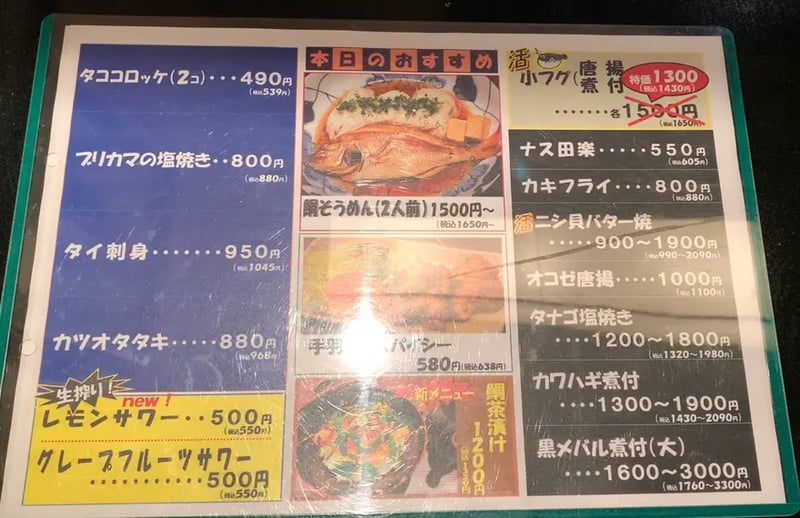 タココロッケ(2コ)・・・490円
(税込539円)
ブリカマの塩焼き・・800円
(税込880円)
タイ刺身・・・・・・・950円
(税込1045円)
カツオタタキ・・・・・880円
(税込968円)
生搾り!
new!
レモンサワー・・500円
(税込550円)
グレープフルーツサワー
・・・・・・・・・500円
(税込550円)
本日のおすすめ
鯛そうめん(2人前)1500円~
(税込1650円~)
手羽 スパイシー
580円(税込638円)
新メニュー
鯛茶漬け
1200円
活
小フグ(唐揚
煮付
特価1300
(税込1430円)
・・・・・・・各1500円
(税込1650円)
ナス田楽・・・・・550円
(税込605円)
カキフライ・・・・800円
(税込880円)
活ニシ貝バター焼
・・・・900~1900円
(税込990~2090円)
オコゼ唐揚・・・・・1000円
(税込1100円)
タナゴ塩焼き
・・・・1200~1800円
(税込1320~1980円)
カワハギ煮付
・・・・1300~1900円
(税込1430~2090円)
黒メバル煮付(大)
・・・・1600~3000円
(税込1760~3300円)